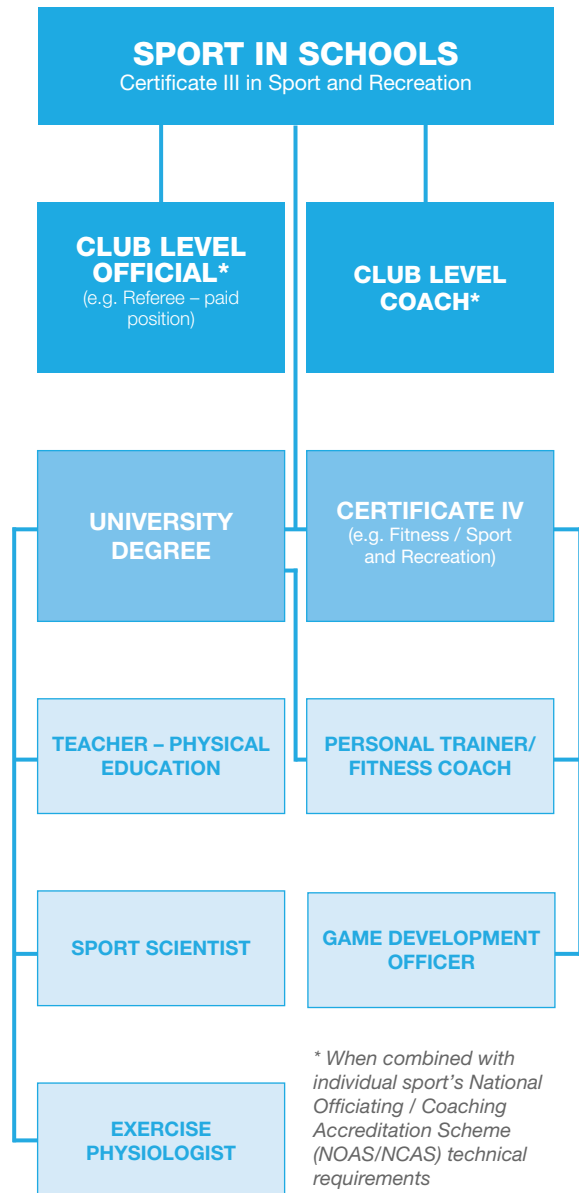 SPORT IN SCHOOLS
Certificate III in Sport and Recreation
CLUB LEVEL
OFFICIAL*
(e.g. Referee – paid
position)
CLUB LEVEL
COACH*
UNIVERSITY
DEGREE
CERTIFICATE IV
(e.g. Fitness / Sport
and Recreation)
TEACHER – PHYSICAL
EDUCATION
PERSONAL TRAINER/
FITNESS COACH
SPORT SCIENTIST
GAME DEVELOPMENT
OFFICER
EXERCISE
PHYSIOLOGIST
* When combined with
individual sport's National
Officiating / Coaching
Accreditation Scheme
(NOAS/NCAS) technical
requirements